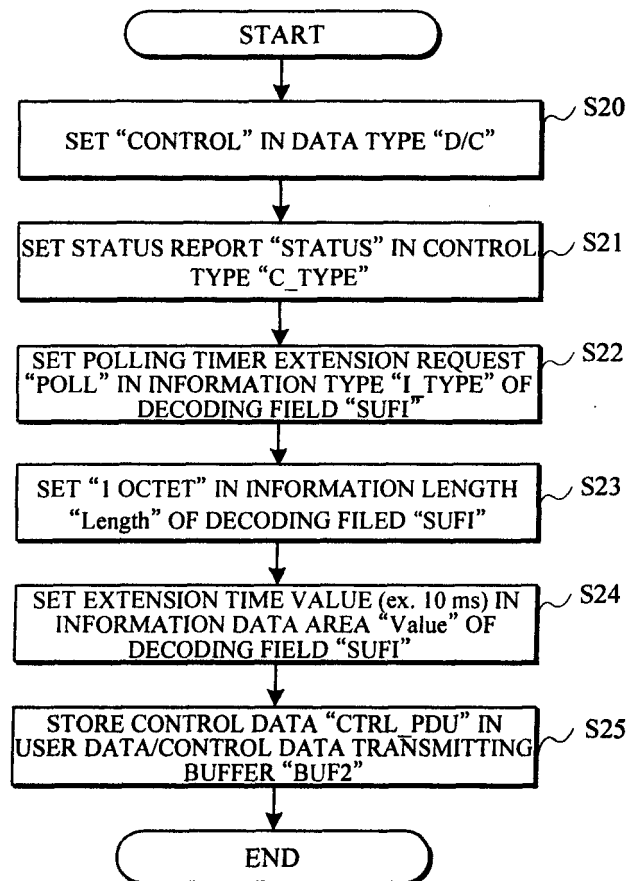 START
S20
SET “CONTROL” IN DATA TYPE “D/C”
S21
SET STATUS REPORT “STATUS” IN CONTROL
TYPE “C_TYPE”
S22
SET POLLING TIMER EXTENSION REQUEST
“POLL” IN INFORMATION TYPE “I_TYPE” OF
DECODING FIELD “SUFI”
S23
SET “1 OCTET” IN INFORMATION LENGTH
“Length” OF DECODING FILED “SUFI”
S24
SET EXTENSION TIME VALUE (ex. 10 ms) IN
INFORMATION DATA AREA “Value” OF
DECODING FIELD “SUFI”
S25
STORE CONTROL DATA “CTRL_PDU” IN
USER DATA/CONTROL DATA TRANSMITTING
BUFFER “BUF2”
END